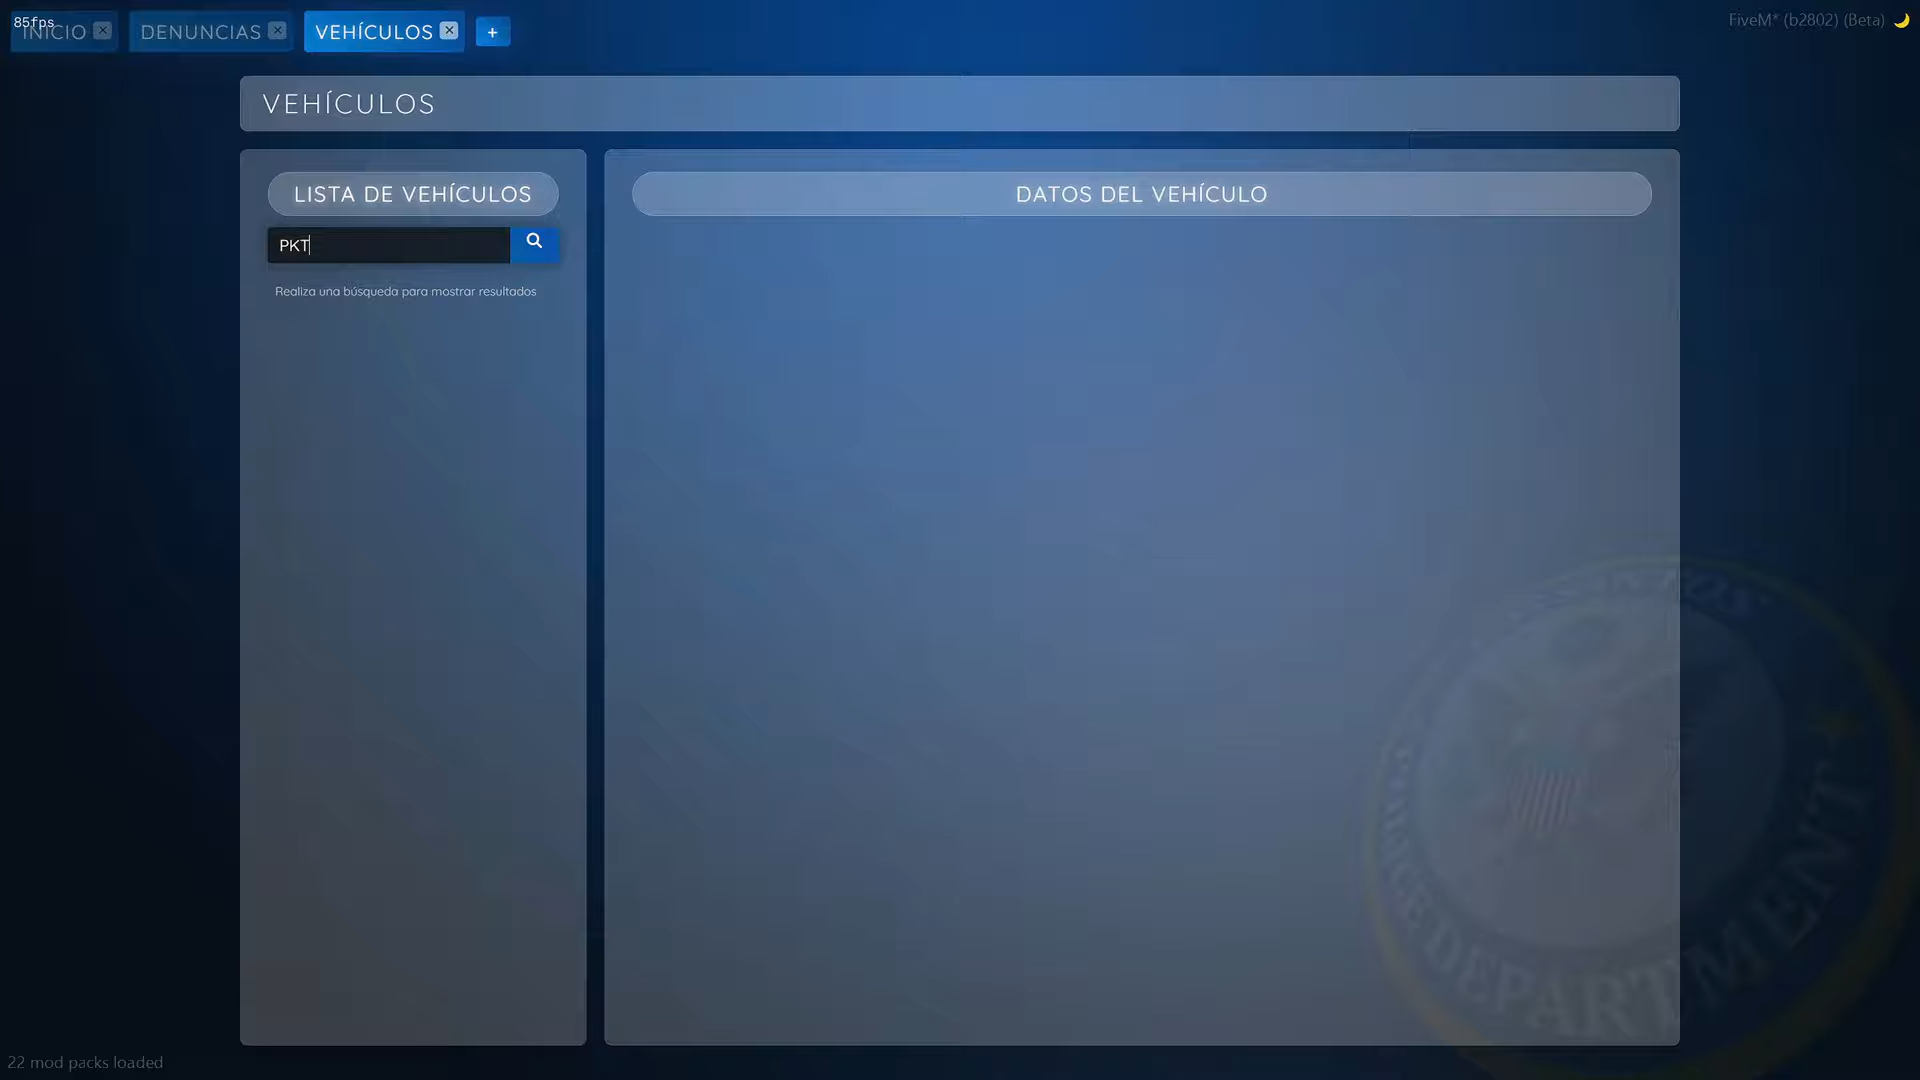 85fps
INICIO
DENUNCIAS
VEHÍCULOS
+
FiveM* (b2802) (Beta)
VEHÍCULOS
LISTA DE VEHÍCULOS
DATOS DEL VEHÍCULO
PKT
Realiza una búsqueda para mostrar resultados
DEPARTMENT
22 mod packs loaded